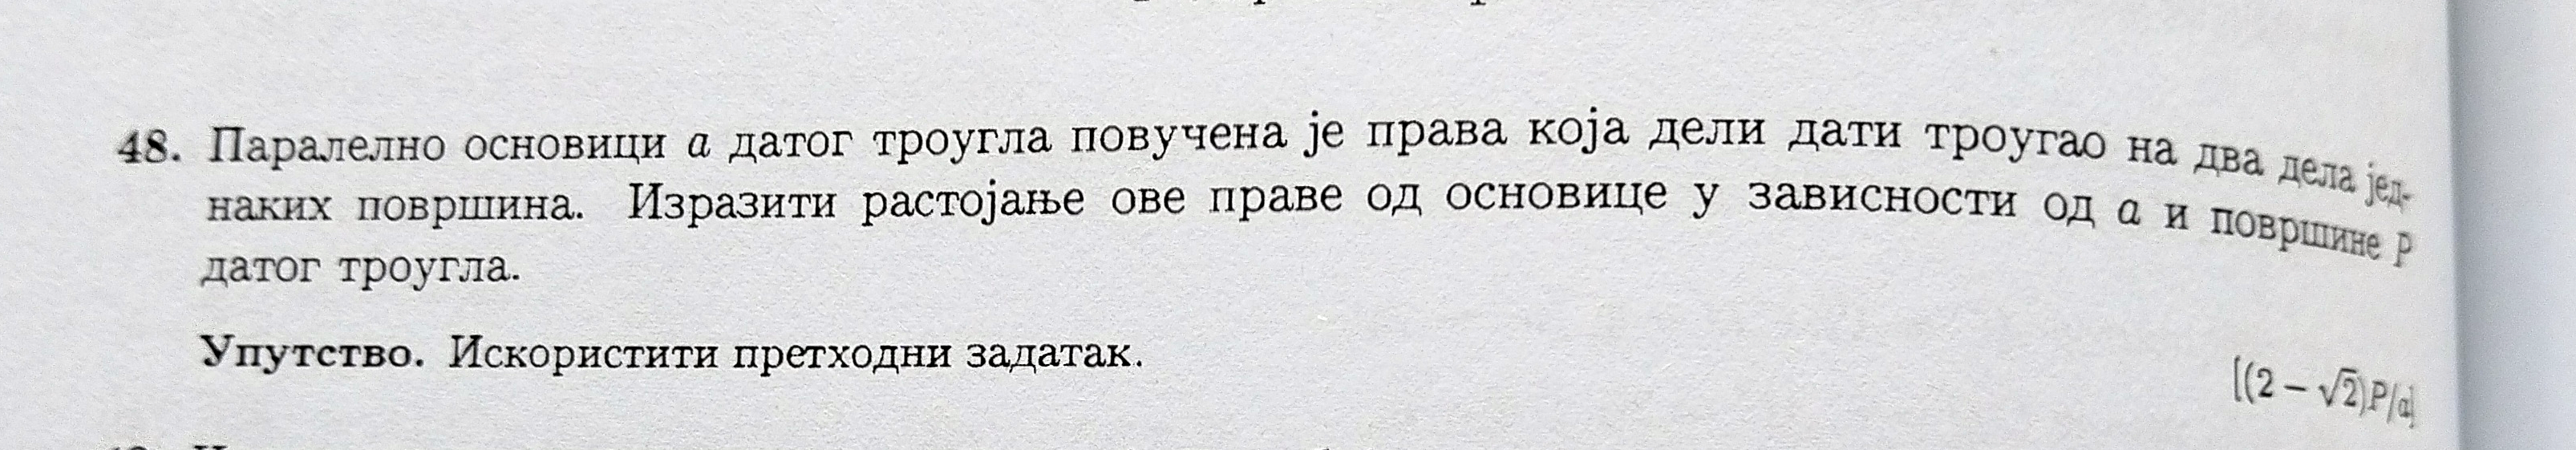 48. Паралелно основици a датог троугла повучена је права која дели дати троугао на два дела јед-
наких површина. Изразити растојање ове праве од основице у зависности од a и површине P
датог троугла.
Упутство. Искористити претходни задатак.
[(2 − √2)P/a]